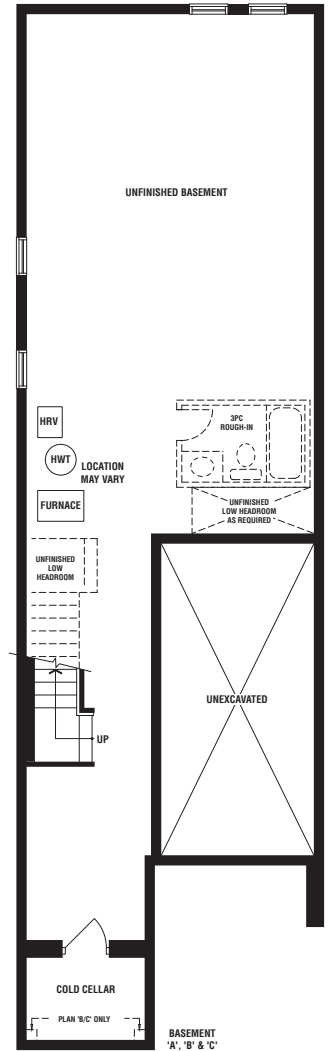 UNFINISHED BASEMENT
HRV
HWT
LOCATION
MAY VARY
FURNACE
3PC
ROUGH-IN
UNFINISHED
LOW HEADROOM
AS REQUIRED
UNFINISHED
LOW
HEADROOM
UNEXCAVATED
UP
COLD CELLAR
PLAN 'B/C' ONLY
BASEMENT
'A', 'B' & 'C'